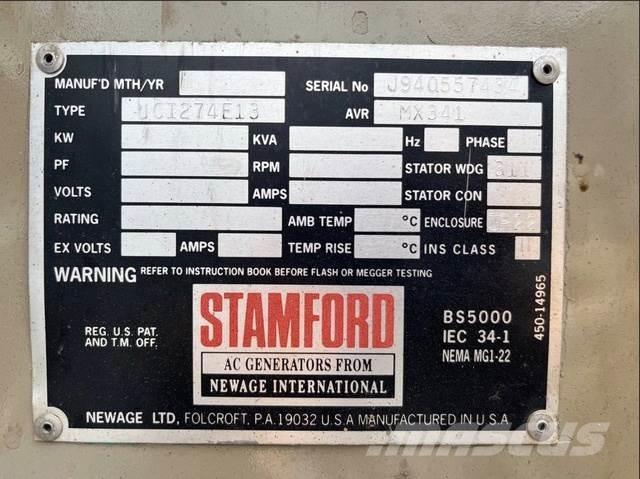 MANUF'D MTH/YR SERIAL No J94Q557434
TYPE UCI274E13 AVR MX341
KW KVA Hz PHASE
PF RPM STATOR WDG 311
VOLTS AMPS STATOR CON
RATING AMB TEMP °C ENCLOSURE
EX VOLTS AMPS TEMP RISE °C INS CLASS H
WARNING REFER TO INSTRUCTION BOOK BEFORE FLASH OR MEGGER TESTING
REG. U.S. PAT.
AND T.M. OFF.
STAMFORD
AC GENERATORS FROM
NEWAGE INTERNATIONAL
BS5000
IEC 34-1
NEMA MG1-22
450-14965
NEWAGE LTD, FOLCROFT, P.A. 19032 U.S.A MANUFACTURED IN U.S.A.
MASCUS